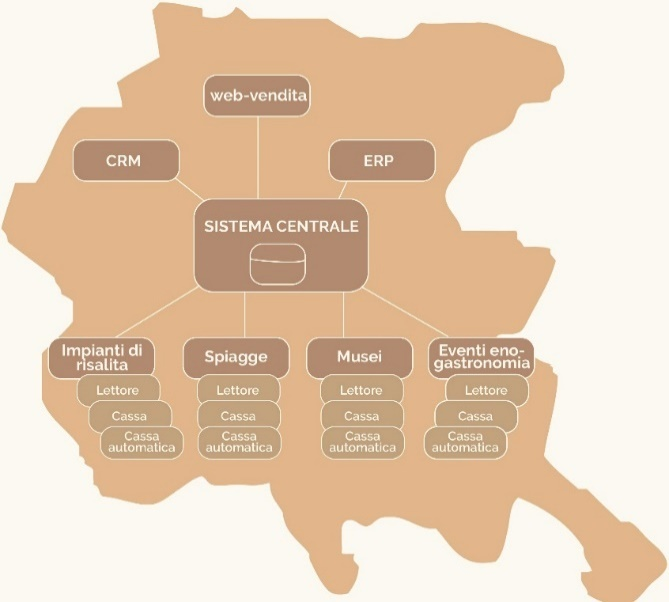 web-vendita
CRM
ERP
SISTEMA CENTRALE
Impianti di
risalita
Lettore
Cassa
Cassa
automatica
Spiagge
Lettore
Cassa
Cassa
automatica
Musei
Lettore
Cassa
Cassa
automatica
Eventi eno-
gastronomia
Lettore
Cassa
Cassa
automatica